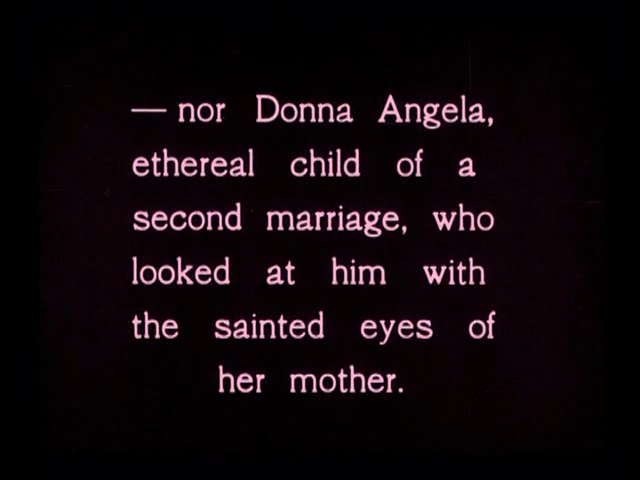 — nor Donna Angela,
ethereal child of a
second marriage, who
looked at him with
the sainted eyes of
her mother.